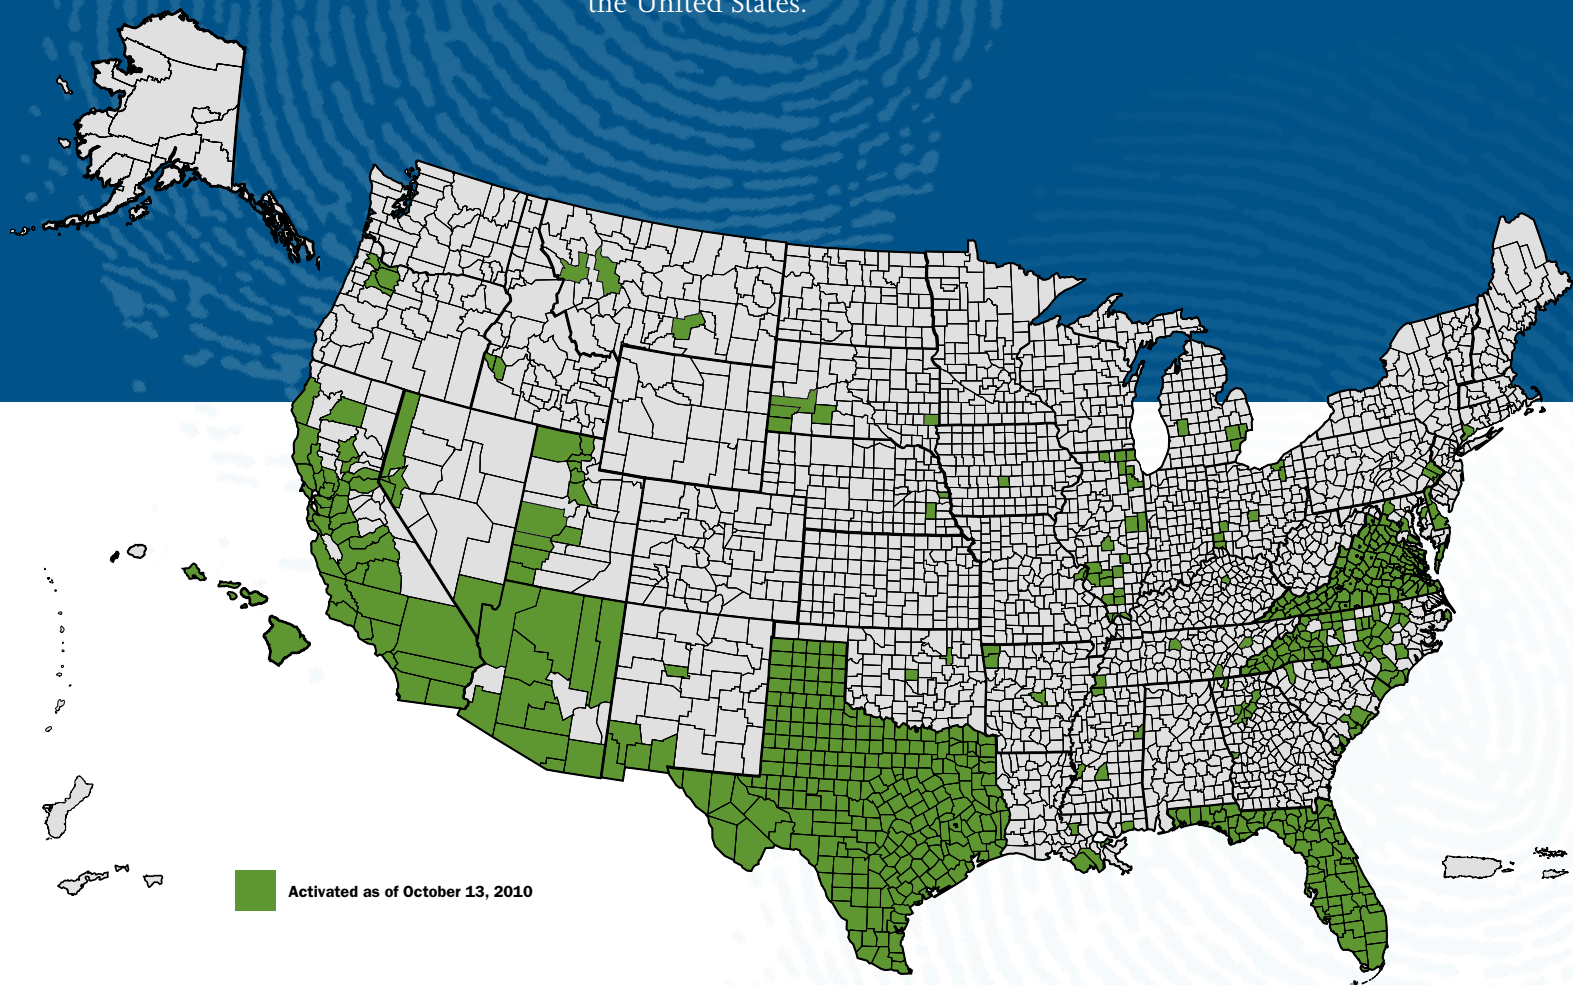 the United States.
Activated as of October 13, 2010